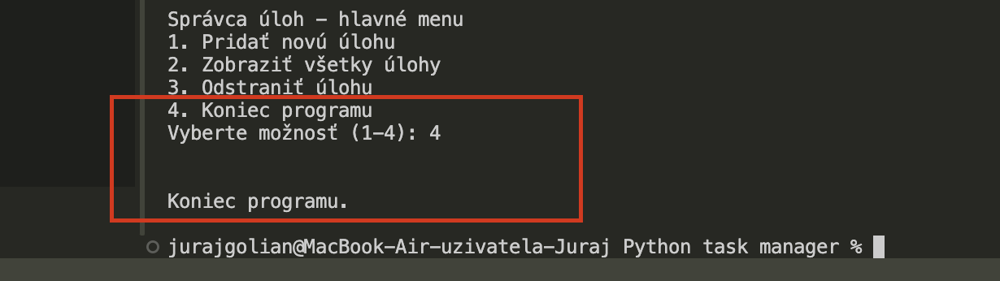 Správca úloh - hlavné menu
1. Pridať novú úlohu
2. Zobraziť všetky úlohy
3. Odstraniť úlohu
4. Koniec programu
Vyberte možnosť (1-4): 4
Koniec programu.
jurajgolian@MacBook-Air-uzivatela-Juraj Python task manager %